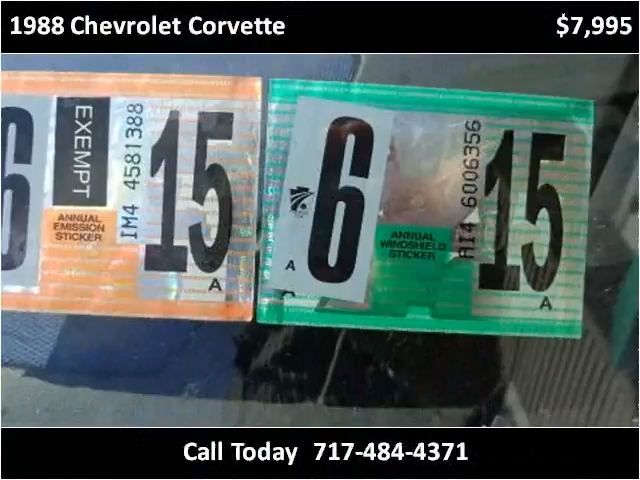 1988 Chevrolet Corvette $7,995
6 EXEMPT IM4 4581388 15
ANNUAL
EMISSION
STICKER
A
6 AI4 6006356 15
ANNUAL
WINDSHIELD
STICKER
A A
Call Today 717-484-4371